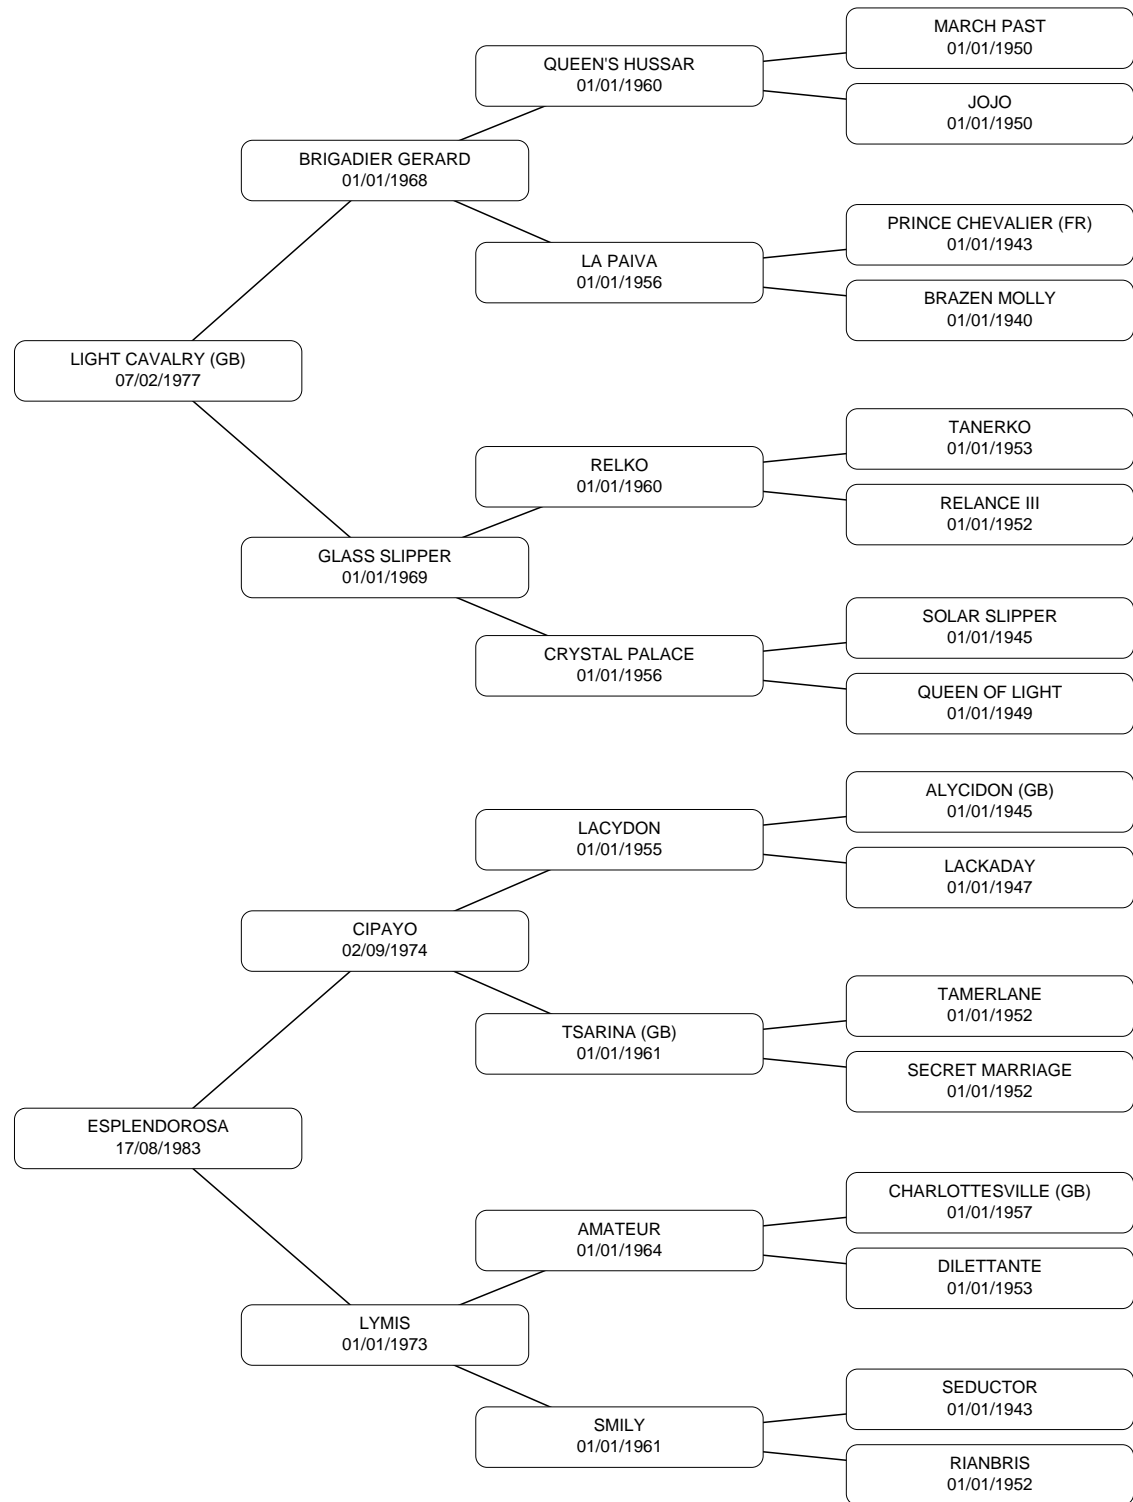 MARCH PAST
01/01/1950
QUEEN'S HUSSAR
01/01/1960
JOJO
01/01/1950
BRIGADIER GERARD
01/01/1968
PRINCE CHEVALIER (FR)
01/01/1943
LA PAIVA
01/01/1956
BRAZEN MOLLY
01/01/1940
LIGHT CAVALRY (GB)
07/02/1977
TANERKO
01/01/1953
RELKO
01/01/1960
RELANCE III
01/01/1952
GLASS SLIPPER
01/01/1969
SOLAR SLIPPER
01/01/1945
CRYSTAL PALACE
01/01/1956
QUEEN OF LIGHT
01/01/1949
ALYCIDON (GB)
01/01/1945
LACYDON
01/01/1955
LACKADAY
01/01/1947
CIPAYO
02/09/1974
TAMERLANE
01/01/1952
TSARINA (GB)
01/01/1961
SECRET MARRIAGE
01/01/1952
ESPLENDOROSA
17/08/1983
CHARLOTTESVILLE (GB)
01/01/1957
AMATEUR
01/01/1964
DILETTANTE
01/01/1953
LYMIS
01/01/1973
SEDUCTOR
01/01/1943
SMILY
01/01/1961
RIANBRIS
01/01/1952